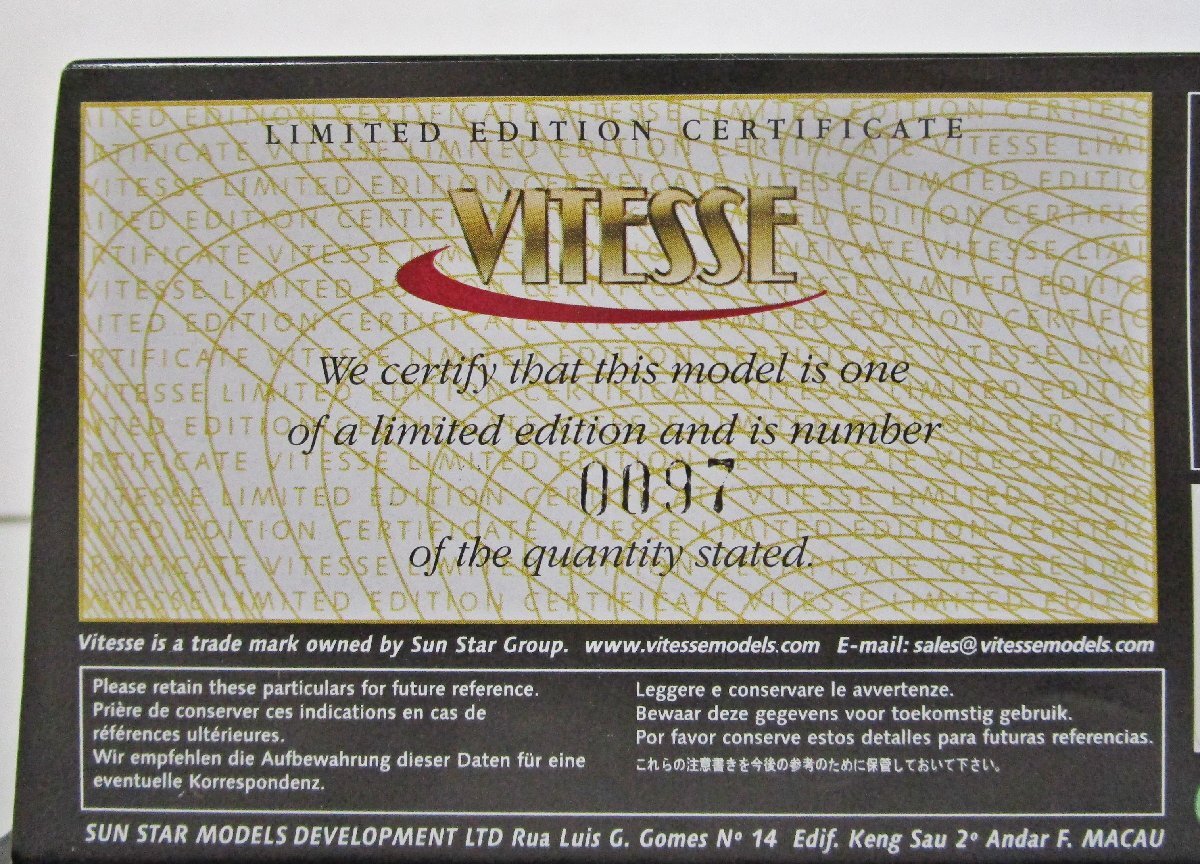 LIMITED EDITION CERTIFICATE
VITESSE
We certify that this model is one
of a limited edition and is number
0097
of the quantity stated.
Vitesse is a trade mark owned by Sun Star Group. www.vitessemodels.com E-mail: sales@vitessemodels.com
Please retain these particulars for future reference.
Prière de conserver ces indications en cas de
références ultérieures.
Wir empfehlen die Aufbewahrung dieser Daten für eine
eventuelle Korrespondenz.
Leggere e conservare le avvertenze.
Bewaar deze gegevens voor toekomstig gebruik.
Por favor conserve estos detalles para futuras referencias.
これらの注意書きを今後の参考のために保管しておいて下さい。
SUN STAR MODELS DEVELOPMENT LTD Rua Luis G. Gomes Nº 14 Edif. Keng Sau 2º Andar F. MACAU